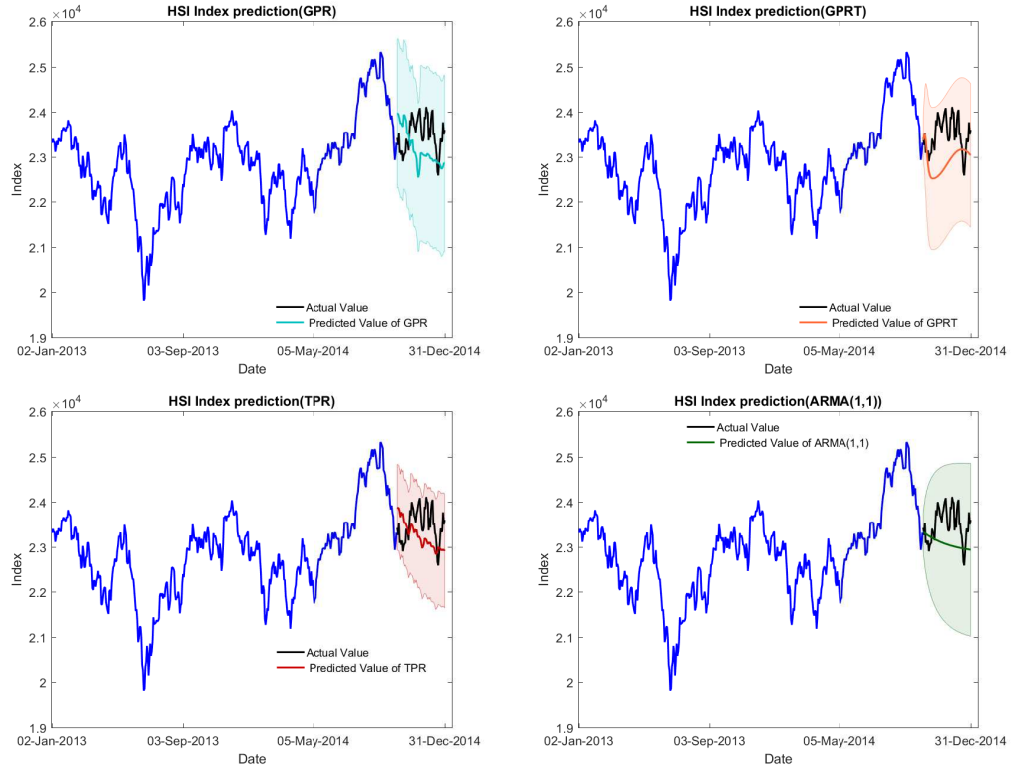 HSI Index prediction(GPR)
×10⁴
2.6
2.5
2.4
2.3
2.2
2.1
2
1.9
Index
Actual Value
Predicted Value of GPR
02-Jan-2013 03-Sep-2013 05-May-2014 31-Dec-2014
Date
HSI Index prediction(GPRT)
×10⁴
2.6
2.5
2.4
2.3
2.2
2.1
2
1.9
Index
Actual Value
Predicted Value of GPRT
02-Jan-2013 03-Sep-2013 05-May-2014 31-Dec-2014
Date
HSI Index prediction(TPR)
×10⁴
2.6
2.5
2.4
2.3
2.2
2.1
2
1.9
Index
Actual Value
Predicted Value of TPR
02-Jan-2013 03-Sep-2013 05-May-2014 31-Dec-2014
Date
HSI Index prediction(ARMA(1,1))
×10⁴
2.6
2.5
2.4
2.3
2.2
2.1
2
1.9
Index
Actual Value
Predicted Value of ARMA(1,1)
02-Jan-2013 03-Sep-2013 05-May-2014 31-Dec-2014
Date